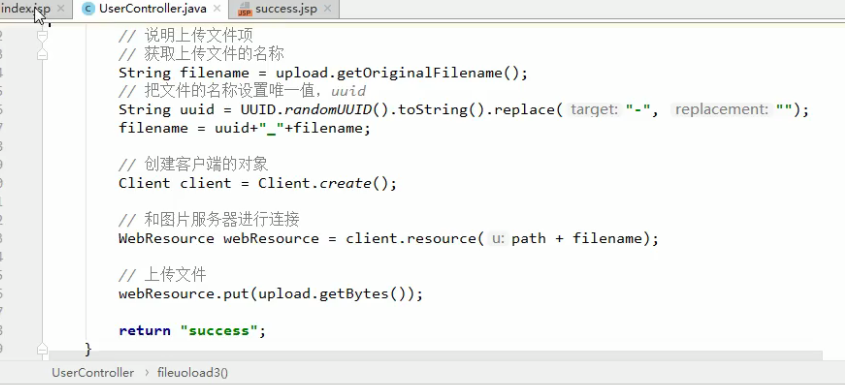 index.jsp UserController.java success.jsp
// 说明上传文件项
// 获取上传文件的名称
String filename = upload.getOriginalFilename();
// 把文件的名称设置唯一值，uuid
String uuid = UUID.randomUUID().toString().replace( target: "-", replacement: "");
filename = uuid+"_"+filename;
// 创建客户端的对象
Client client = Client.create();
// 和图片服务器进行连接
WebResource webResource = client.resource( u: path + filename);
// 上传文件
webResource.put(upload.getBytes());
return "success";
}
UserController › fileuoload3()